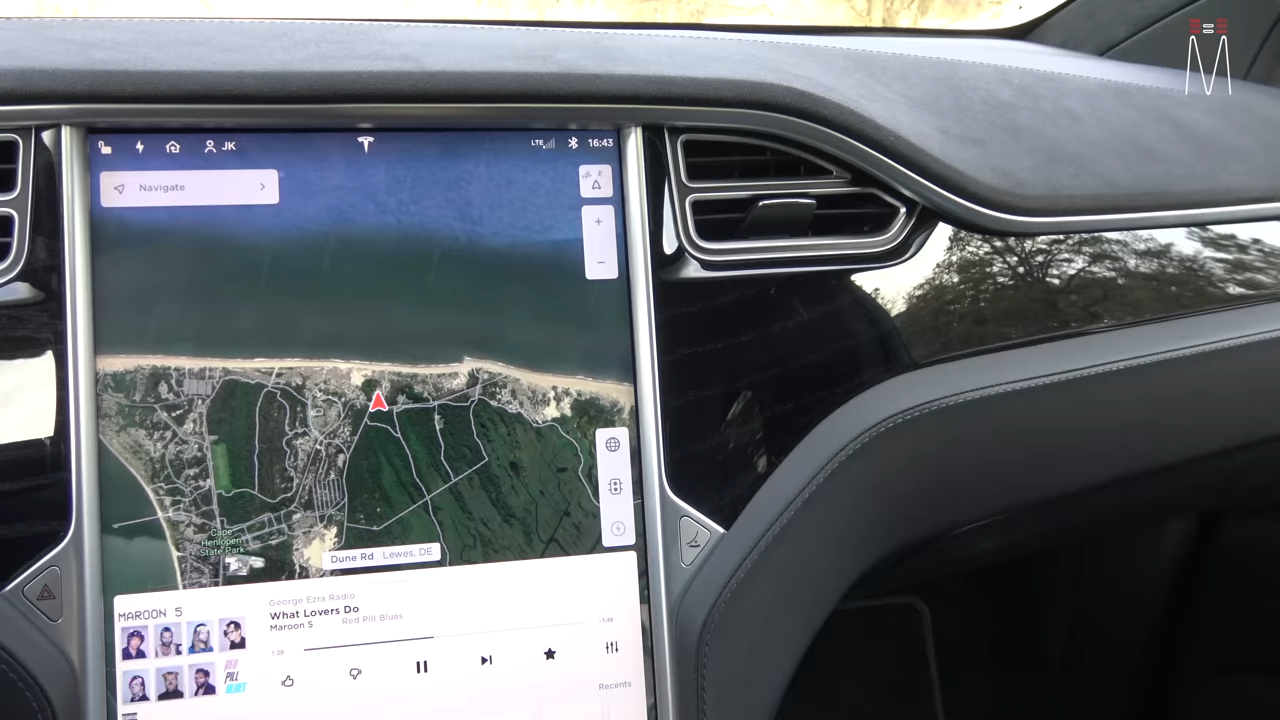 JK
LTE
16:43
Navigate
NE E
Cape
Henlopen
State Park
Dune Rd Lewes, DE
MAROON 5
RED
PILL
BLUES
George Ezra Radio
What Lovers Do
Maroon 5 Red Pill Blues
1:29
-1:48
Recents
M